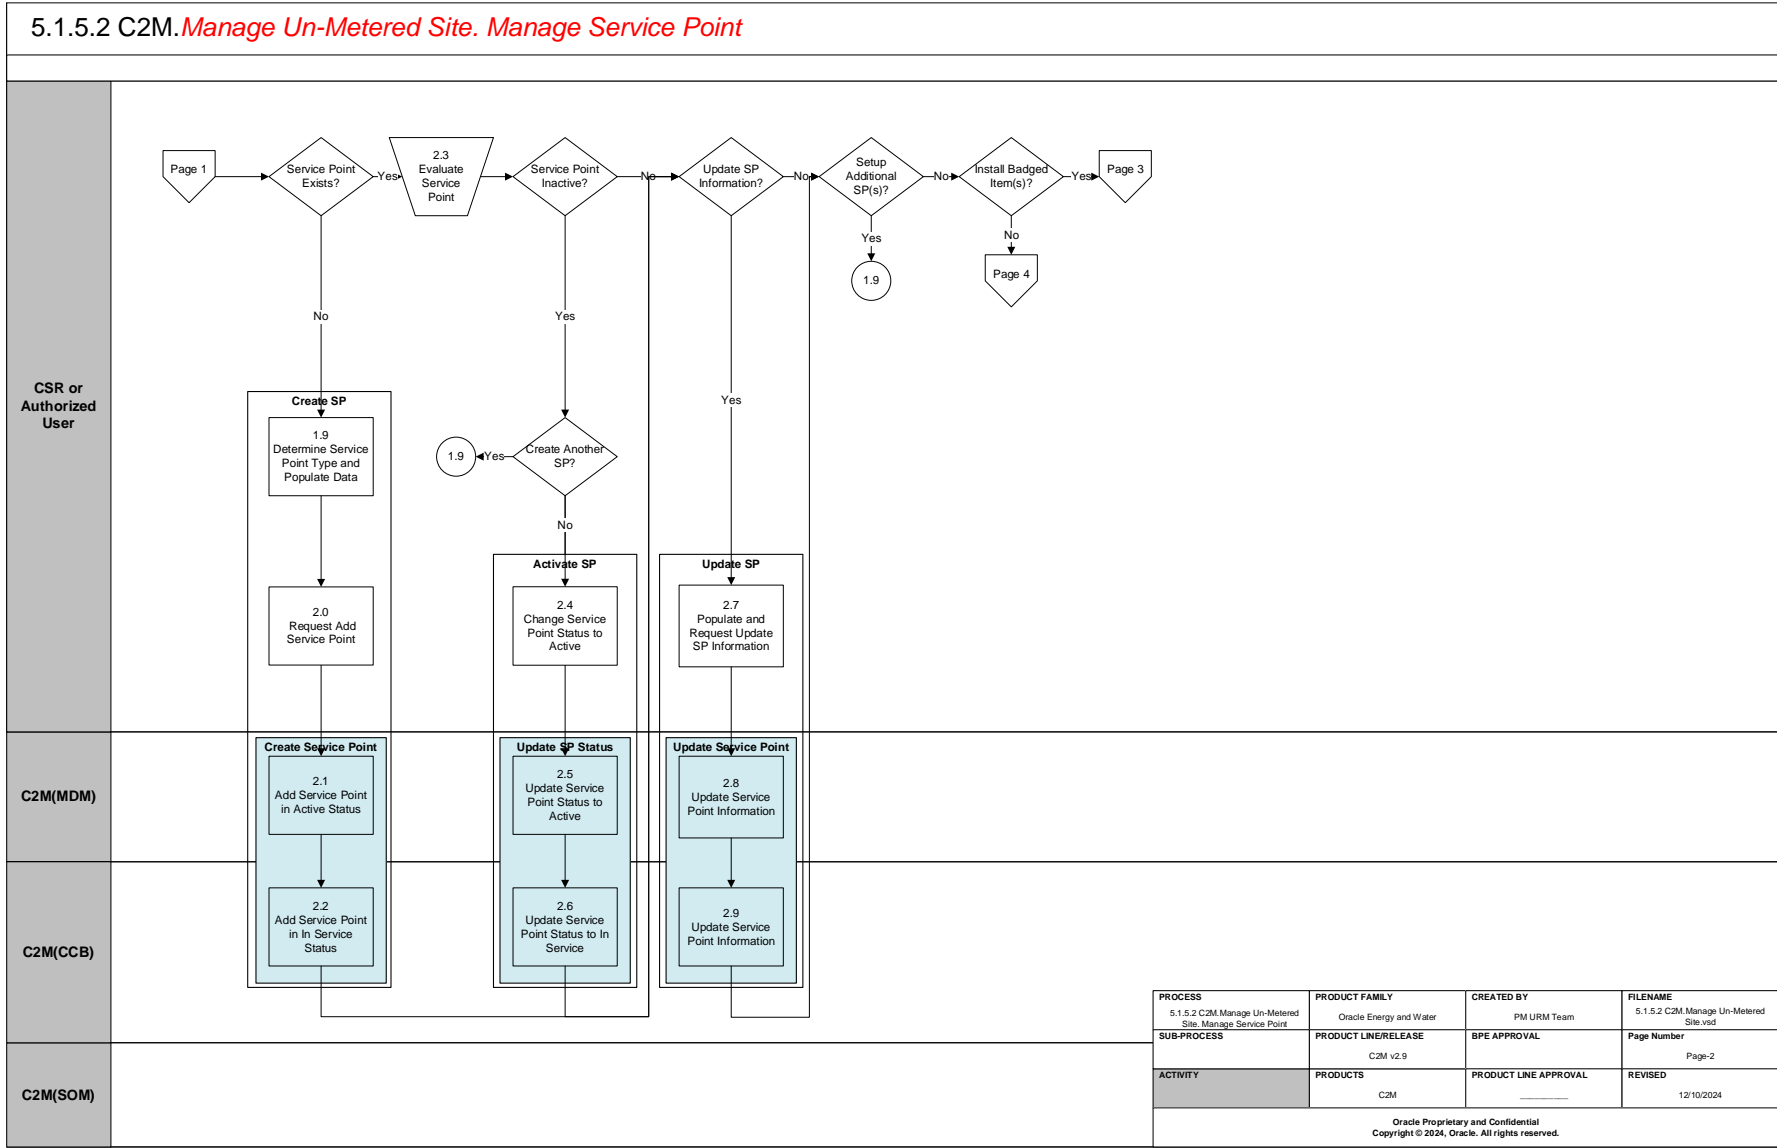 5.1.5.2 C2M.Manage Un-Metered Site. Manage Service Point
CSR or
Authorized
User
Page 1
Service Point
Exists?
Yes
2.3
Evaluate
Service
Point
Service Point
Inactive?
No
Update SP
Information?
No
Setup
Additional
SP(s)?
No
Install Badged
Item(s)?
Yes
Page 3
Yes
1.9
No
Page 4
No
Yes
Yes
Create SP
1.9
Determine Service
Point Type and
Populate Data
1.9
Yes
Create Another
SP?
No
Activate SP
Update SP
2.0
Request Add
Service Point
2.4
Change Service
Point Status to
Active
2.7
Populate and
Request Update
SP Information
C2M(MDM)
Create Service Point
2.1
Add Service Point
in Active Status
Update SP Status
2.5
Update Service
Point Status to
Active
Update Service Point
2.8
Update Service
Point Information
C2M(CCB)
2.2
Add Service Point
in In Service
Status
2.6
Update Service
Point Status to In
Service
2.9
Update Service
Point Information
C2M(SOM)
PROCESS
5.1.5.2 C2M.Manage Un-Metered
Site. Manage Service Point
PRODUCT FAMILY
Oracle Energy and Water
CREATED BY
PM URM Team
FILENAME
5.1.5.2 C2M.Manage Un-Metered
Site.vsd
SUB-PROCESS
PRODUCT LINE/RELEASE
C2M v2.9
BPE APPROVAL
Page Number
Page-2
ACTIVITY
PRODUCTS
C2M
PRODUCT LINE APPROVAL
___________
REVISED
12/10/2024
Oracle Proprietary and Confidential
Copyright © 2024, Oracle. All rights reserved.